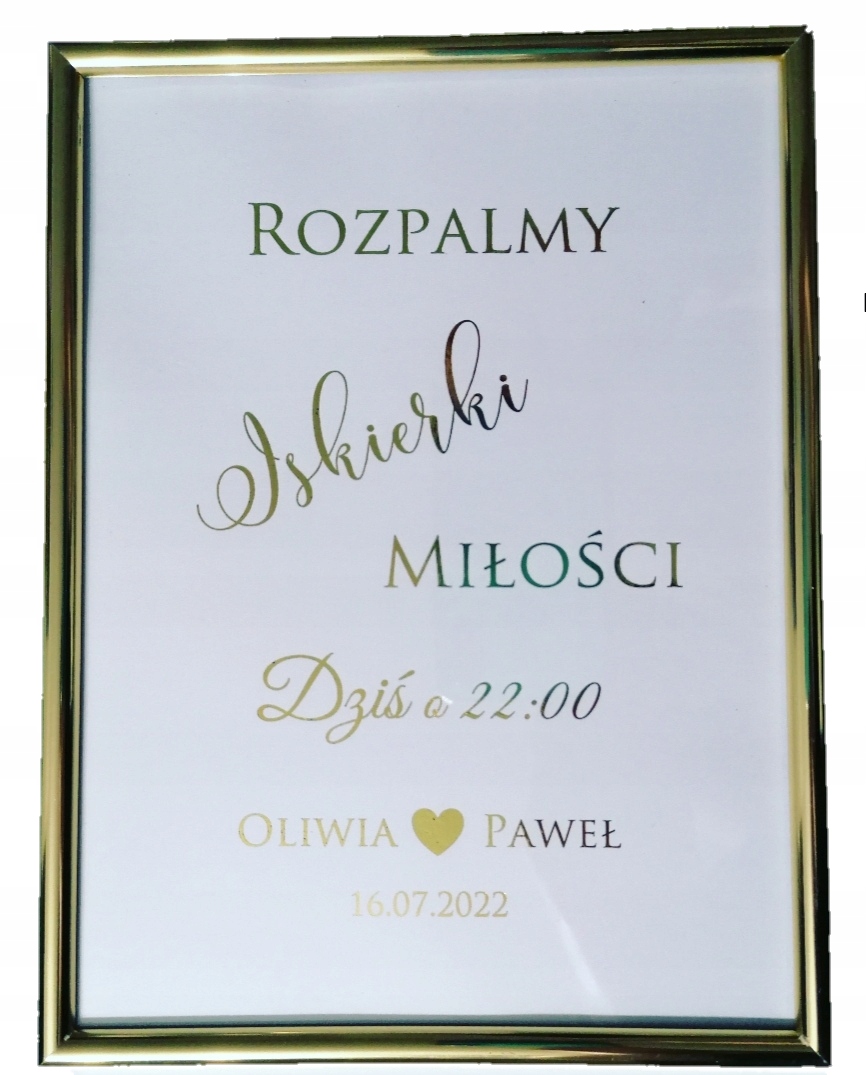 Rozpalmy
Iskierki
Miłości
Dziś o 22:00
Oliwia Paweł
16.07.2022